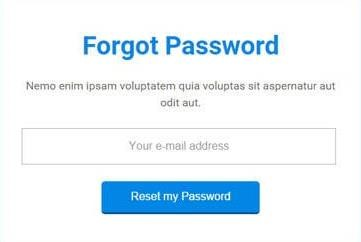 Forgot Password
Nemo enim ipsam voluptatem quia voluptas sit aspernatur aut
odit aut.
Your e-mail address
Reset my Password